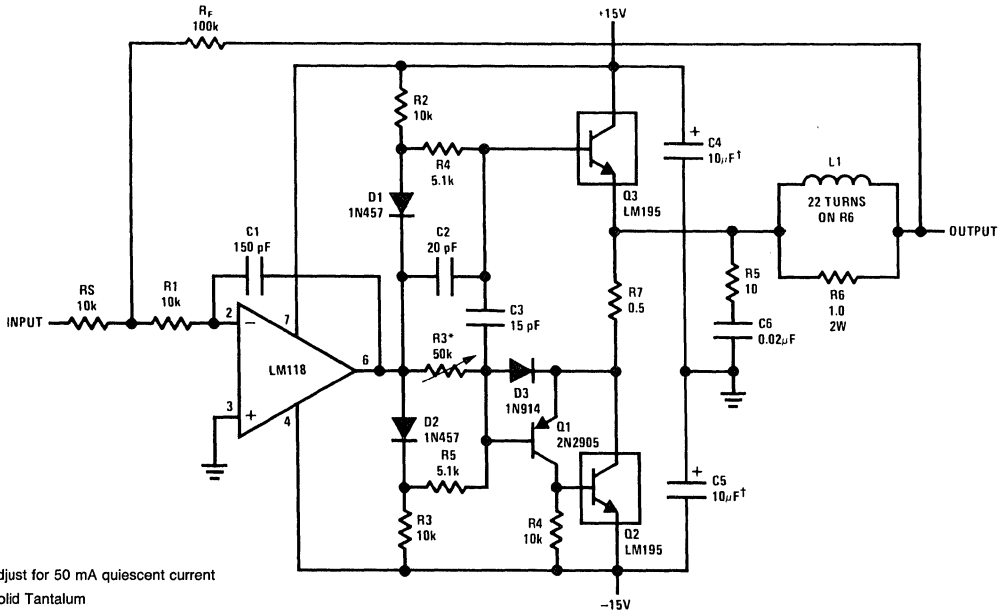 R_F
100k
+15V
R2
10k
R4
5.1k
Q3
LM195
+
C4
10µF†
L1
22 TURNS
ON R6
OUTPUT
D1
1N457
C1
150 pF
C2
20 pF
RS
10k
R1
10k
INPUT
2
−
7
LM118
6
3
+
4
R3*
50k
C3
15 pF
R7
0.5
R5
10
C6
0.02µF
R6
1.0
2W
D3
1N914
D2
1N457
Q1
2N2905
R5
5.1k
R3
10k
R4
10k
Q2
LM195
+
C5
10µF†
−15V
djust for 50 mA quiescent current
olid Tantalum